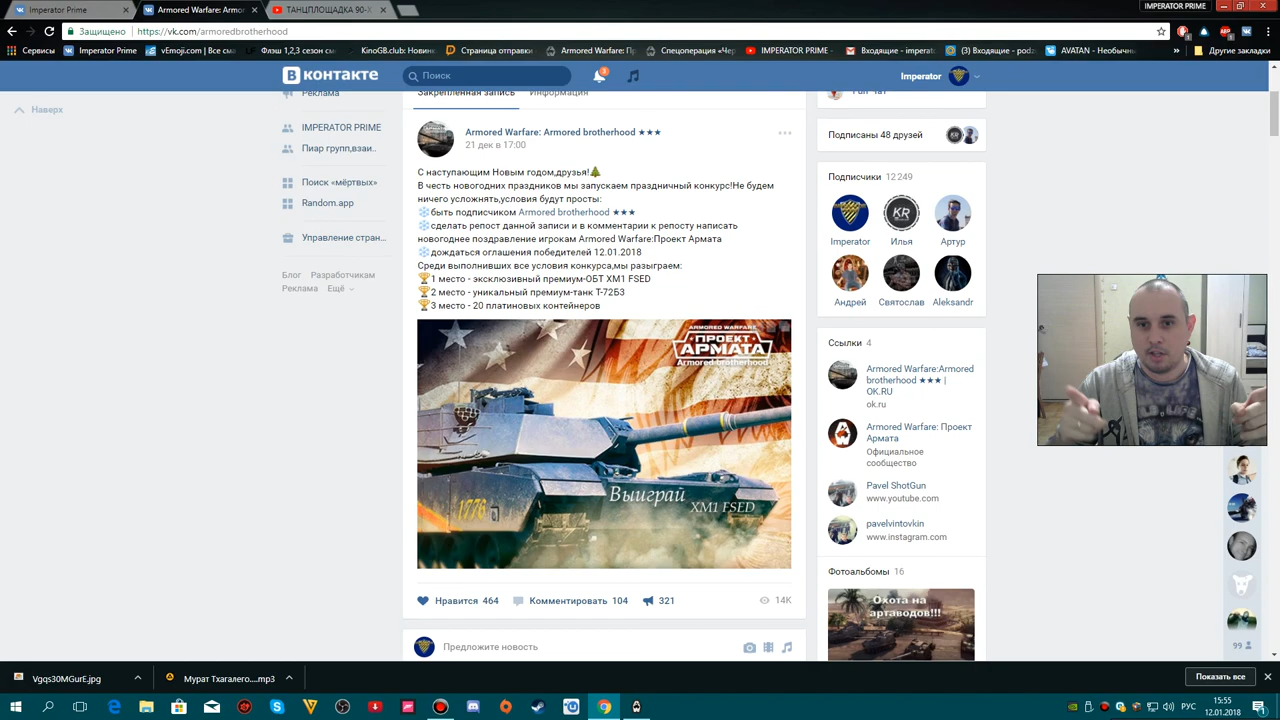 Imperator Prime
Armored Warfare: Armor
ТАНЦПЛОЩАДКА 90-Х
IMPERATOR PRIME
Защищено
https://vk.com/armoredbrotherhood
Сервисы
Imperator Prime
vEmoji.com | Все сма
Флэш 1,2,3 сезон смо
KinoGB.club: Новинк
Страница отправки
Armored Warfare: Пр
Спецоперация «Чер
IMPERATOR PRIME -
Входящие - imperato
(3) Входящие - podz
AVATAN - Необычны
Другие закладки
ВКОНТАКТЕ
Поиск
3
Imperator
Наверх
Реклама
IMPERATOR PRIME
Пиар групп,взаи..
Поиск «мёртвых»
Random.app
Управление стран...
Блог Разработчикам
Реклама Ещё
Закреплённая запись
Информация
Armored Warfare: Armored brotherhood ★★★
21 дек в 17:00
С наступающим Новым годом,друзья!🌲
В честь новогодних праздников мы запускаем праздничный конкурс!Не будем
ничего усложнять,условия будут просты:
❄быть подписчиком Armored brotherhood ★★★
❄сделать репост данной записи и в комментарии к репосту написать
новогоднее поздравление игрокам Armored Warfare:Проект Армата
❄дождаться оглашения победителей 12.01.2018
Среди выполнивших все условия конкурса,мы разыграем:
🏆1 место - эксклюзивный премиум-ОБТ XM1 FSED
🏆2 место - уникальный премиум-танк Т-72Б3
🏆3 место - 20 платиновых контейнеров
ARMORED WARFARE
ПРОЕКТ
АРМАТА
Armored brotherhood
1776
Выиграй
XM1 FSED
Нравится 464
Комментировать 104
321
14K
Предложите новость
Подписаны 48 друзей
Подписчики 12 249
KR
Imperator
Илья
Артур
Андрей
Святослав
Aleksandr
Ссылки 4
Armored Warfare:Armored
brotherhood ★★★ |
OK.RU
ok.ru
Armored Warfare: Проект
Армата
Официальное
сообщество
Pavel ShotGun
www.youtube.com
pavelvintovkin
www.instagram.com
Фотоальбомы 16
Охота на
артаводов!!!
99
Vgqs30MGurE.jpg
Мурат Тхагалего....mp3
Показать все
РУС
15:55
12.01.2018